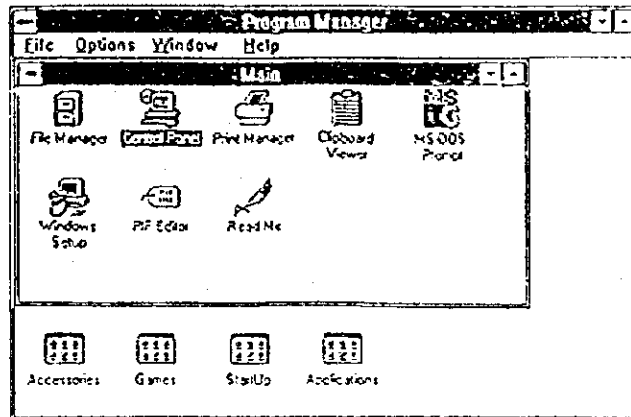 Program Manager
File Options Window Help
Main
File Manager Control Panel Print Manager Clipboard Viewer MS-DOS Prompt
Windows Setup PIF Editor Read Me
Accessories Games StartUp Applications